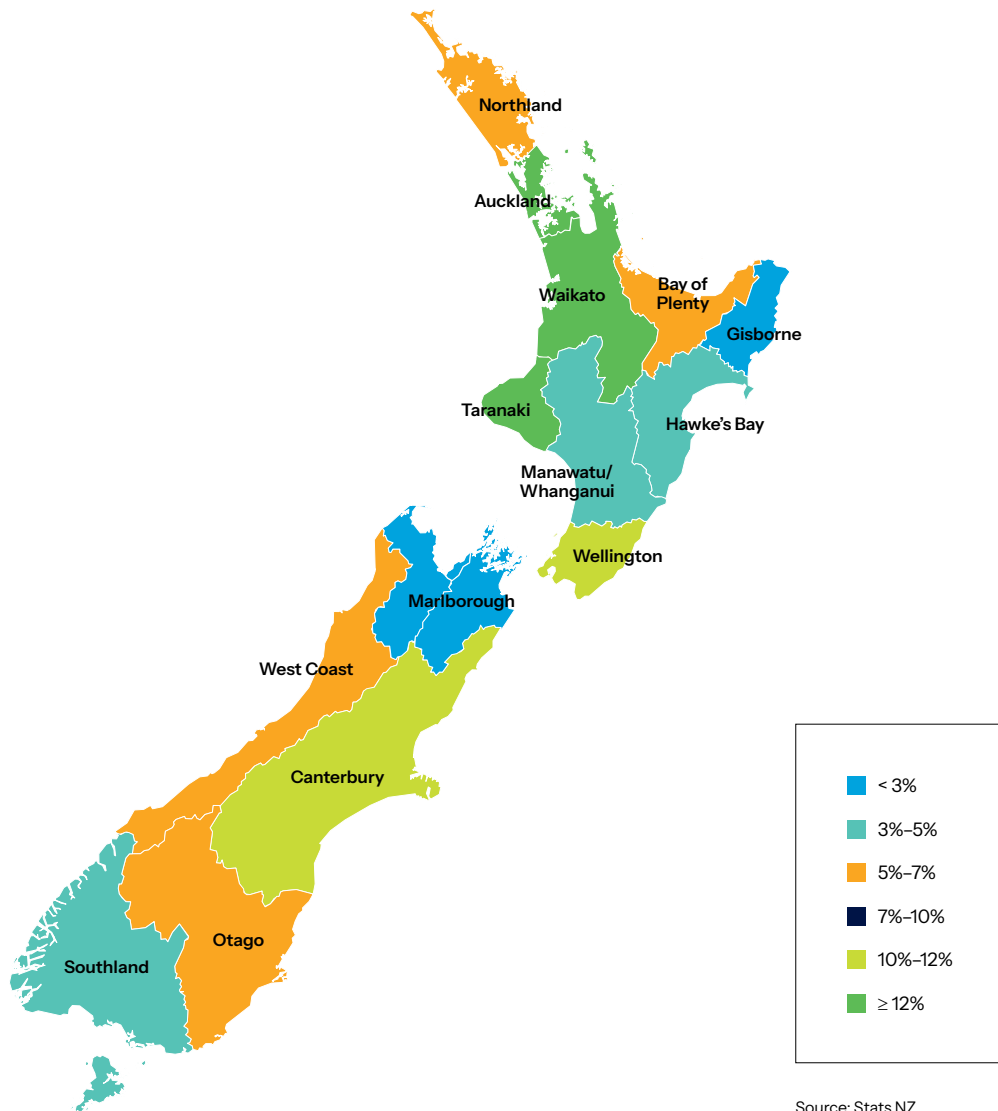 Northland
Auckland
Waikato
Bay of
Plenty
Gisborne
Taranaki
Hawke's Bay
Manawatu/
Whanganui
Wellington
Marlborough
West Coast
Canterbury
Otago
Southland
< 3%
3%–5%
5%–7%
7%–10%
10%–12%
≥ 12%
Source: Stats NZ